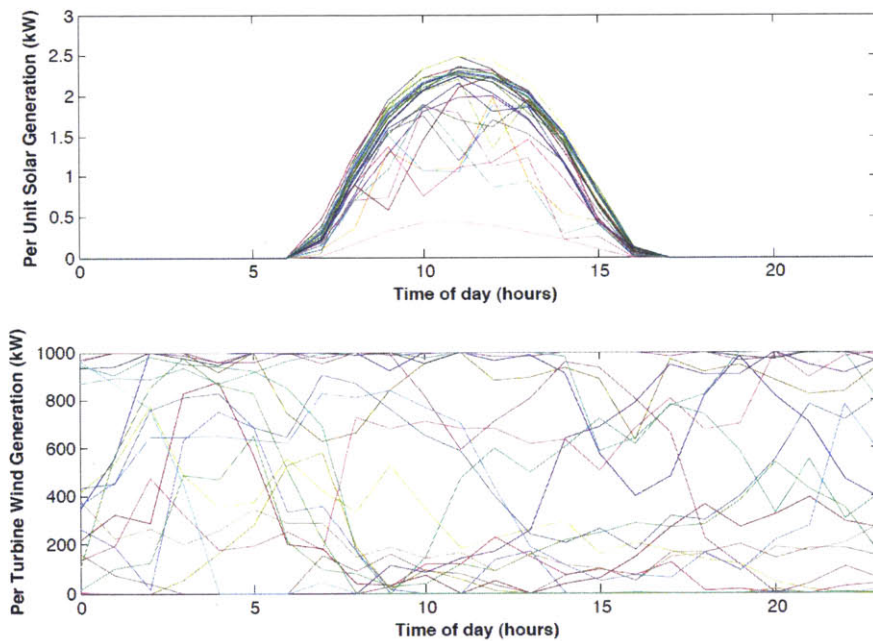 Per Unit Solar Generation (kW)
3
2.5
2
1.5
1
0.5
0
0 5 10 15 20
Time of day (hours)
Per Turbine Wind Generation (kW)
1000
800
600
400
200
0
0 5 10 15 20
Time of day (hours)